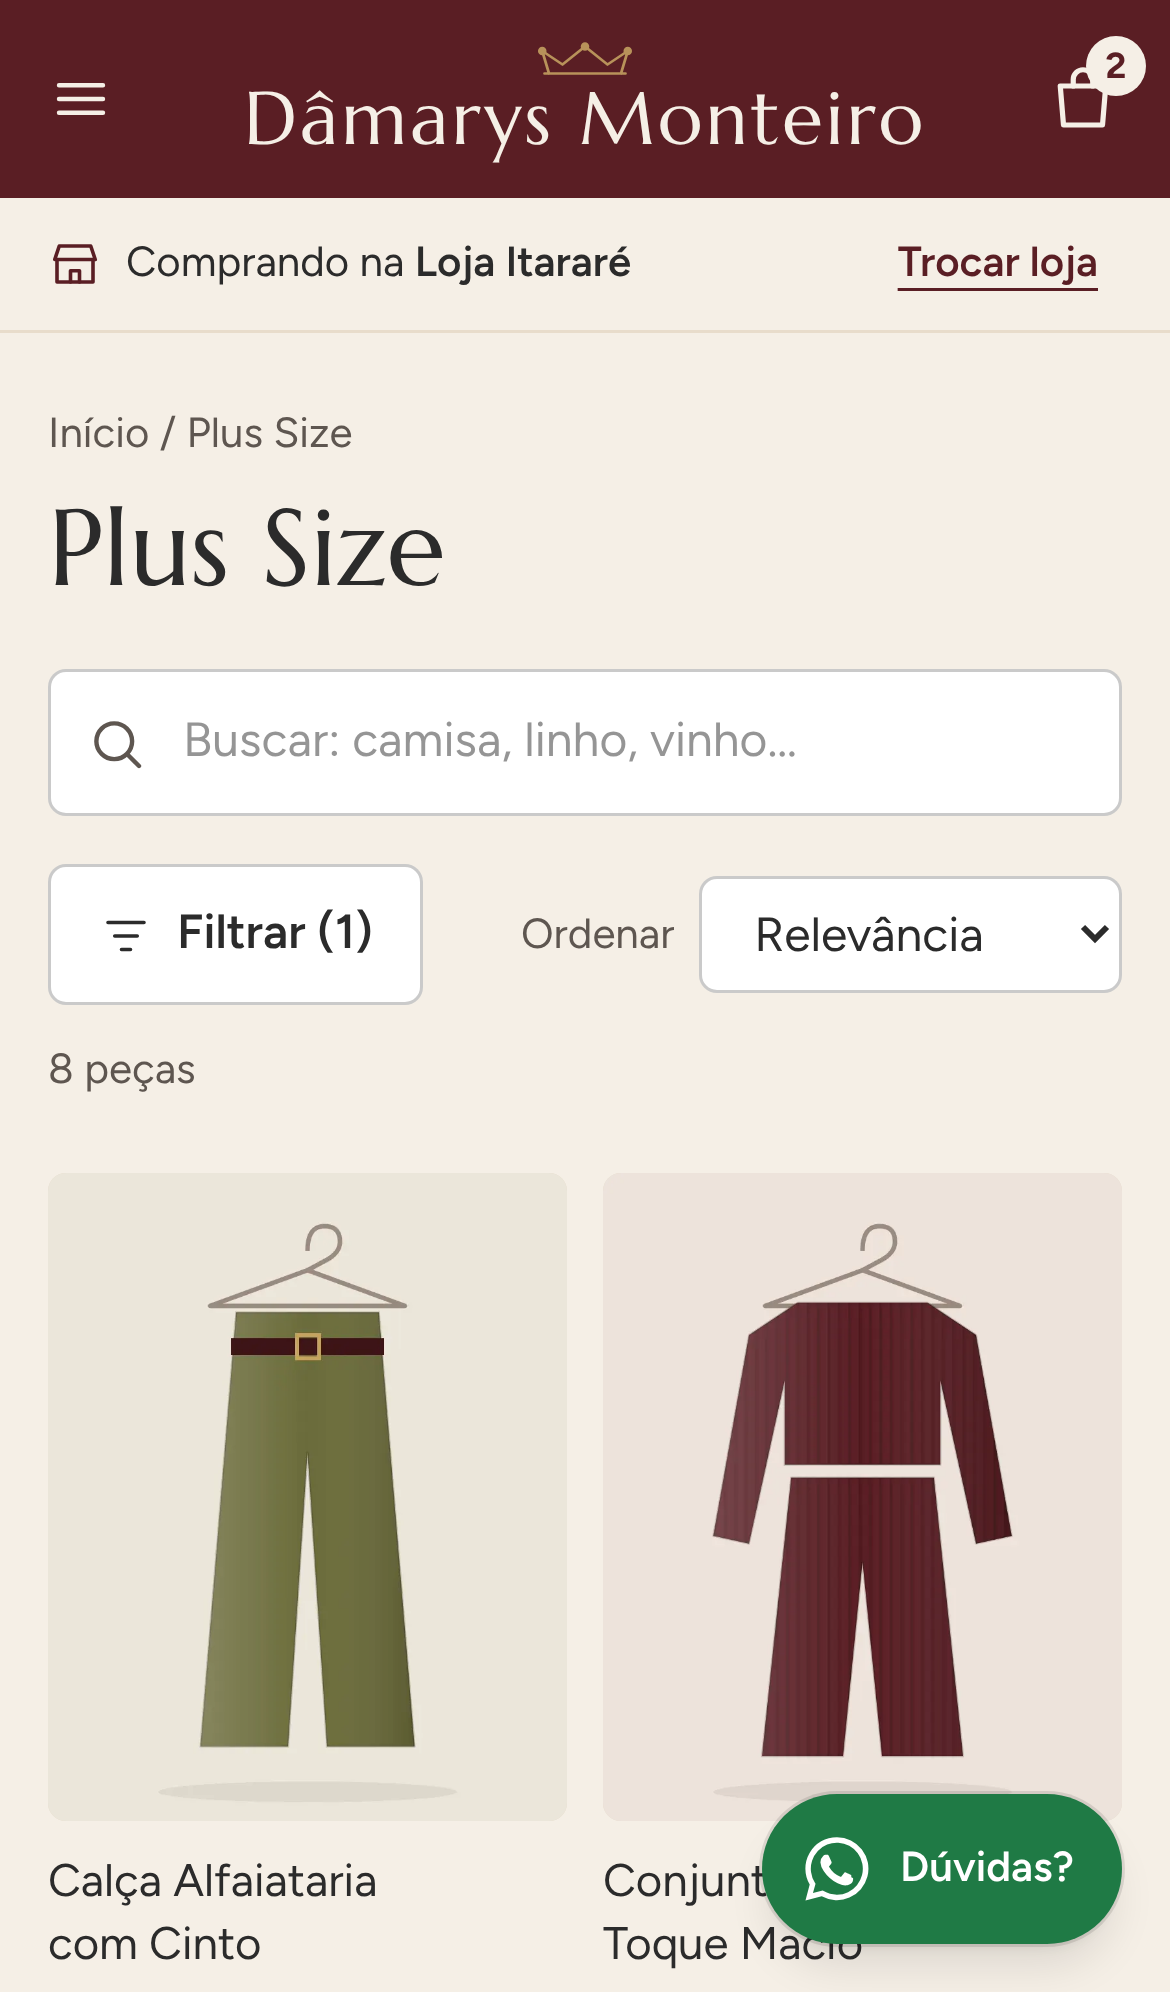 Dâmarys Monteiro
2
Comprando na Loja Itararé
Trocar loja
Início / Plus Size
Plus Size
Buscar: camisa, linho, vinho...
Filtrar (1)
Ordenar
Relevância
8 peças
Calça Alfaiataria
com Cinto
Toque Macio
Dúvidas?